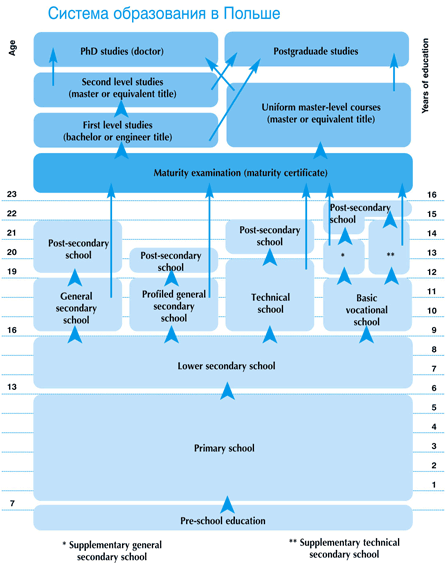 Система образования в Польше
Age
Years of education
PhD studies (doctor)
Postgraduade studies
Second level studies
(master or equivalent title)
Uniform master-level courses
(master or equivalent title)
First level studies
(bachelor or engineer title)
Maturity examination (maturity certificate)
23
16
22
15
21
14
20
13
19
12
11
10
16
9
8
7
13
6
5
4
3
2
1
7
Post-secondary
school
Post-secondary
school
Post-secondary
school
Post-secondary
school
*
**
General
secondary
school
Profiled general
secondary
school
Technical
school
Basic
vocational
school
Lower secondary school
Primary school
Pre-school education
* Supplementary general
secondary school
** Supplementary technical
secondary school